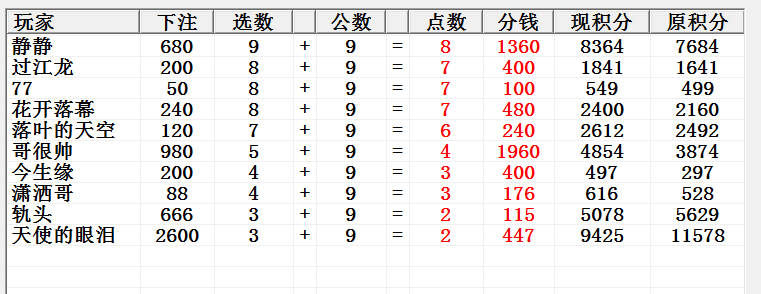 玩家 下注 选数 公数 点数 分钱 现积分 原积分
静静 680 9 + 9 = 8 1360 8364 7684
过江龙 200 8 + 9 = 7 400 1841 1641
77 50 8 + 9 = 7 100 549 499
花开落幕 240 8 + 9 = 7 480 2400 2160
落叶的天空 120 7 + 9 = 6 240 2612 2492
哥很帅 980 5 + 9 = 4 1960 4854 3874
今生缘 200 4 + 9 = 3 400 497 297
潇洒哥 88 4 + 9 = 3 176 616 528
轨头 666 3 + 9 = 2 115 5078 5629
天使的眼泪 2600 3 + 9 = 2 447 9425 11578